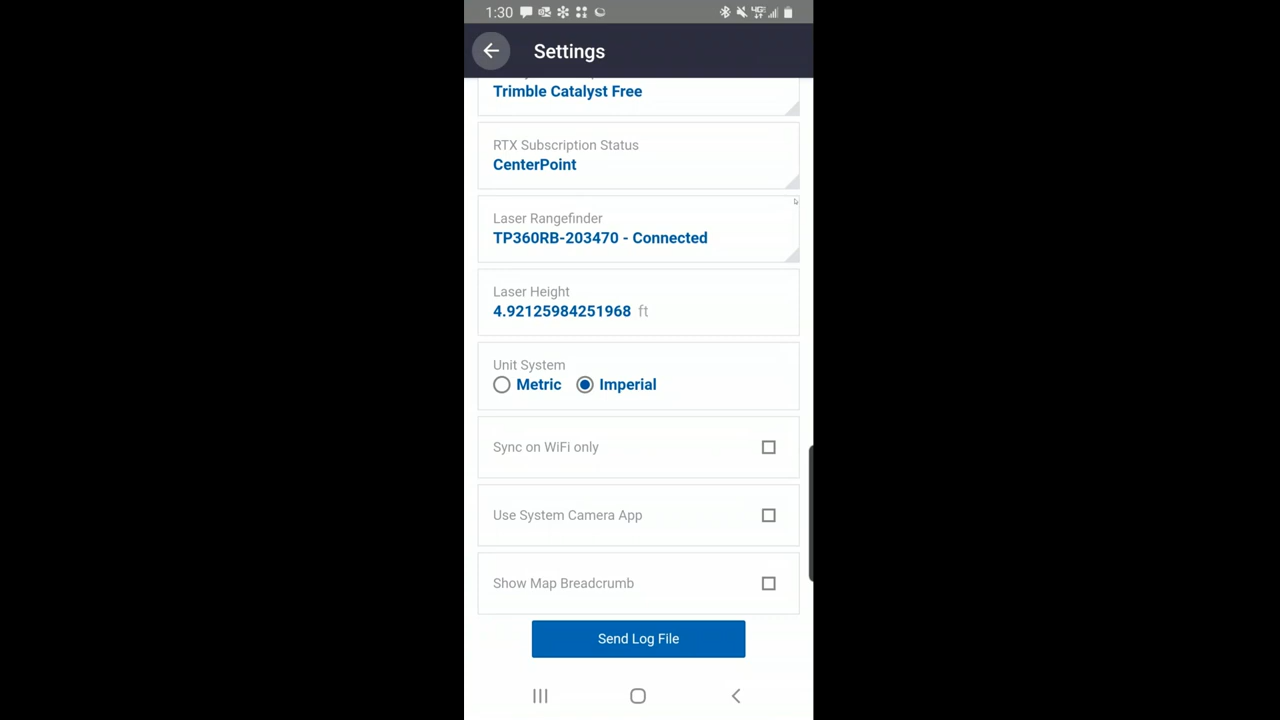 1:30
Settings
Trimble Catalyst Free
RTX Subscription Status
CenterPoint
Laser Rangefinder
TP360RB-203470 - Connected
Laser Height
4.92125984251968 ft
Unit System
Metric Imperial
Sync on WiFi only
Use System Camera App
Show Map Breadcrumb
Send Log File